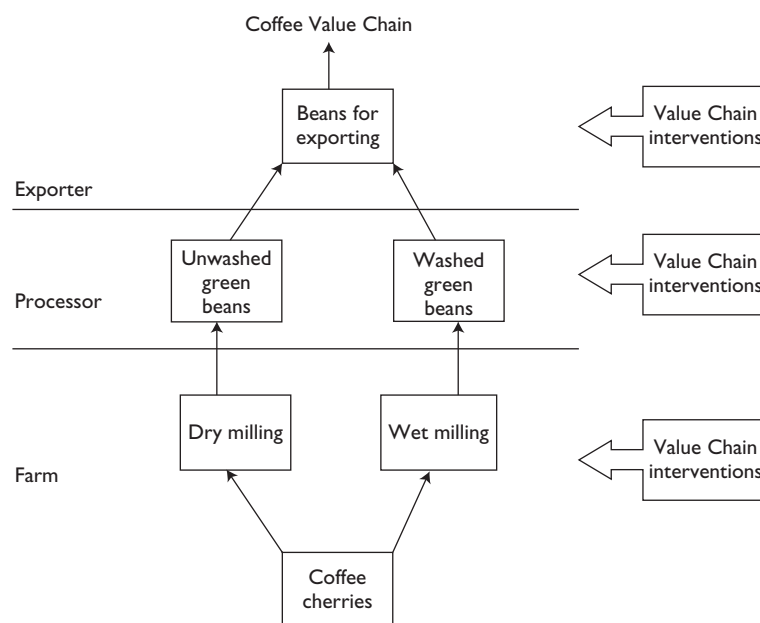 Coffee Value Chain
Beans for
exporting
Value Chain
interventions
Exporter
Unwashed
green
beans
Washed
green
beans
Value Chain
interventions
Processor
Dry milling
Wet milling
Value Chain
interventions
Farm
Coffee
cherries